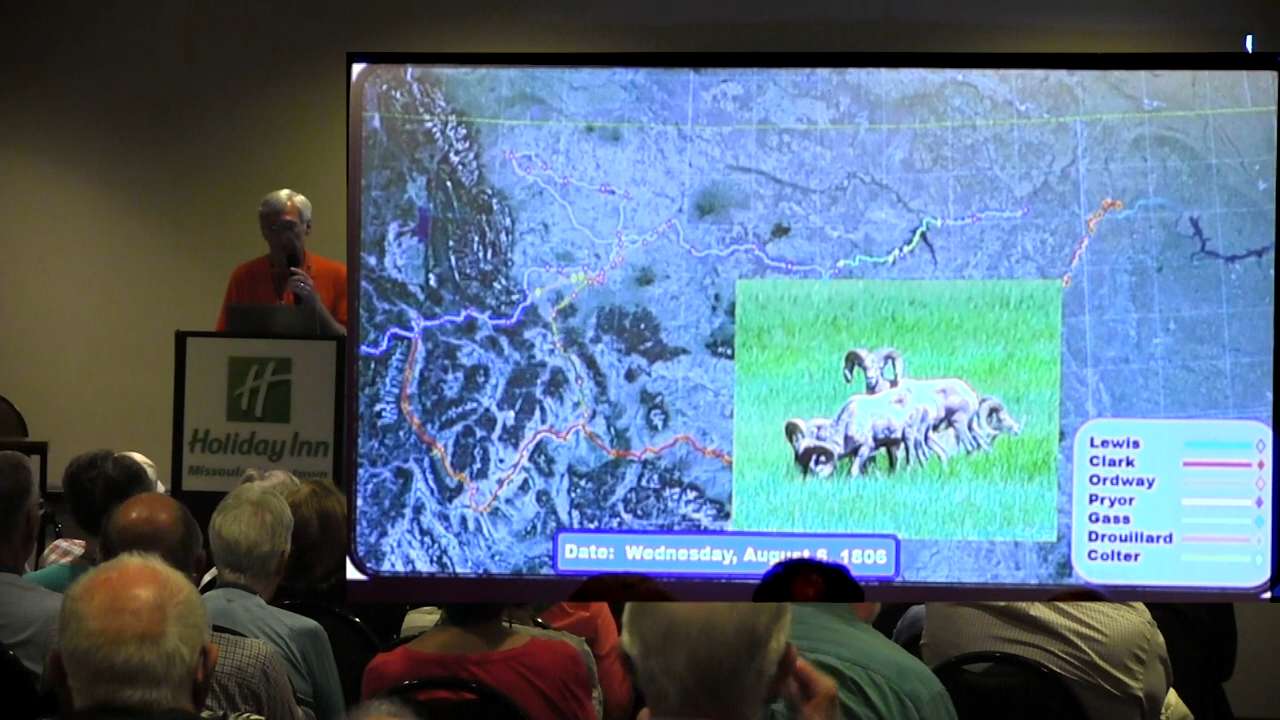 H
Holiday Inn
Lewis
Clark
Ordway
Pryor
Gass
Drouillard
Colter
Date: Wednesday, August 6, 1806